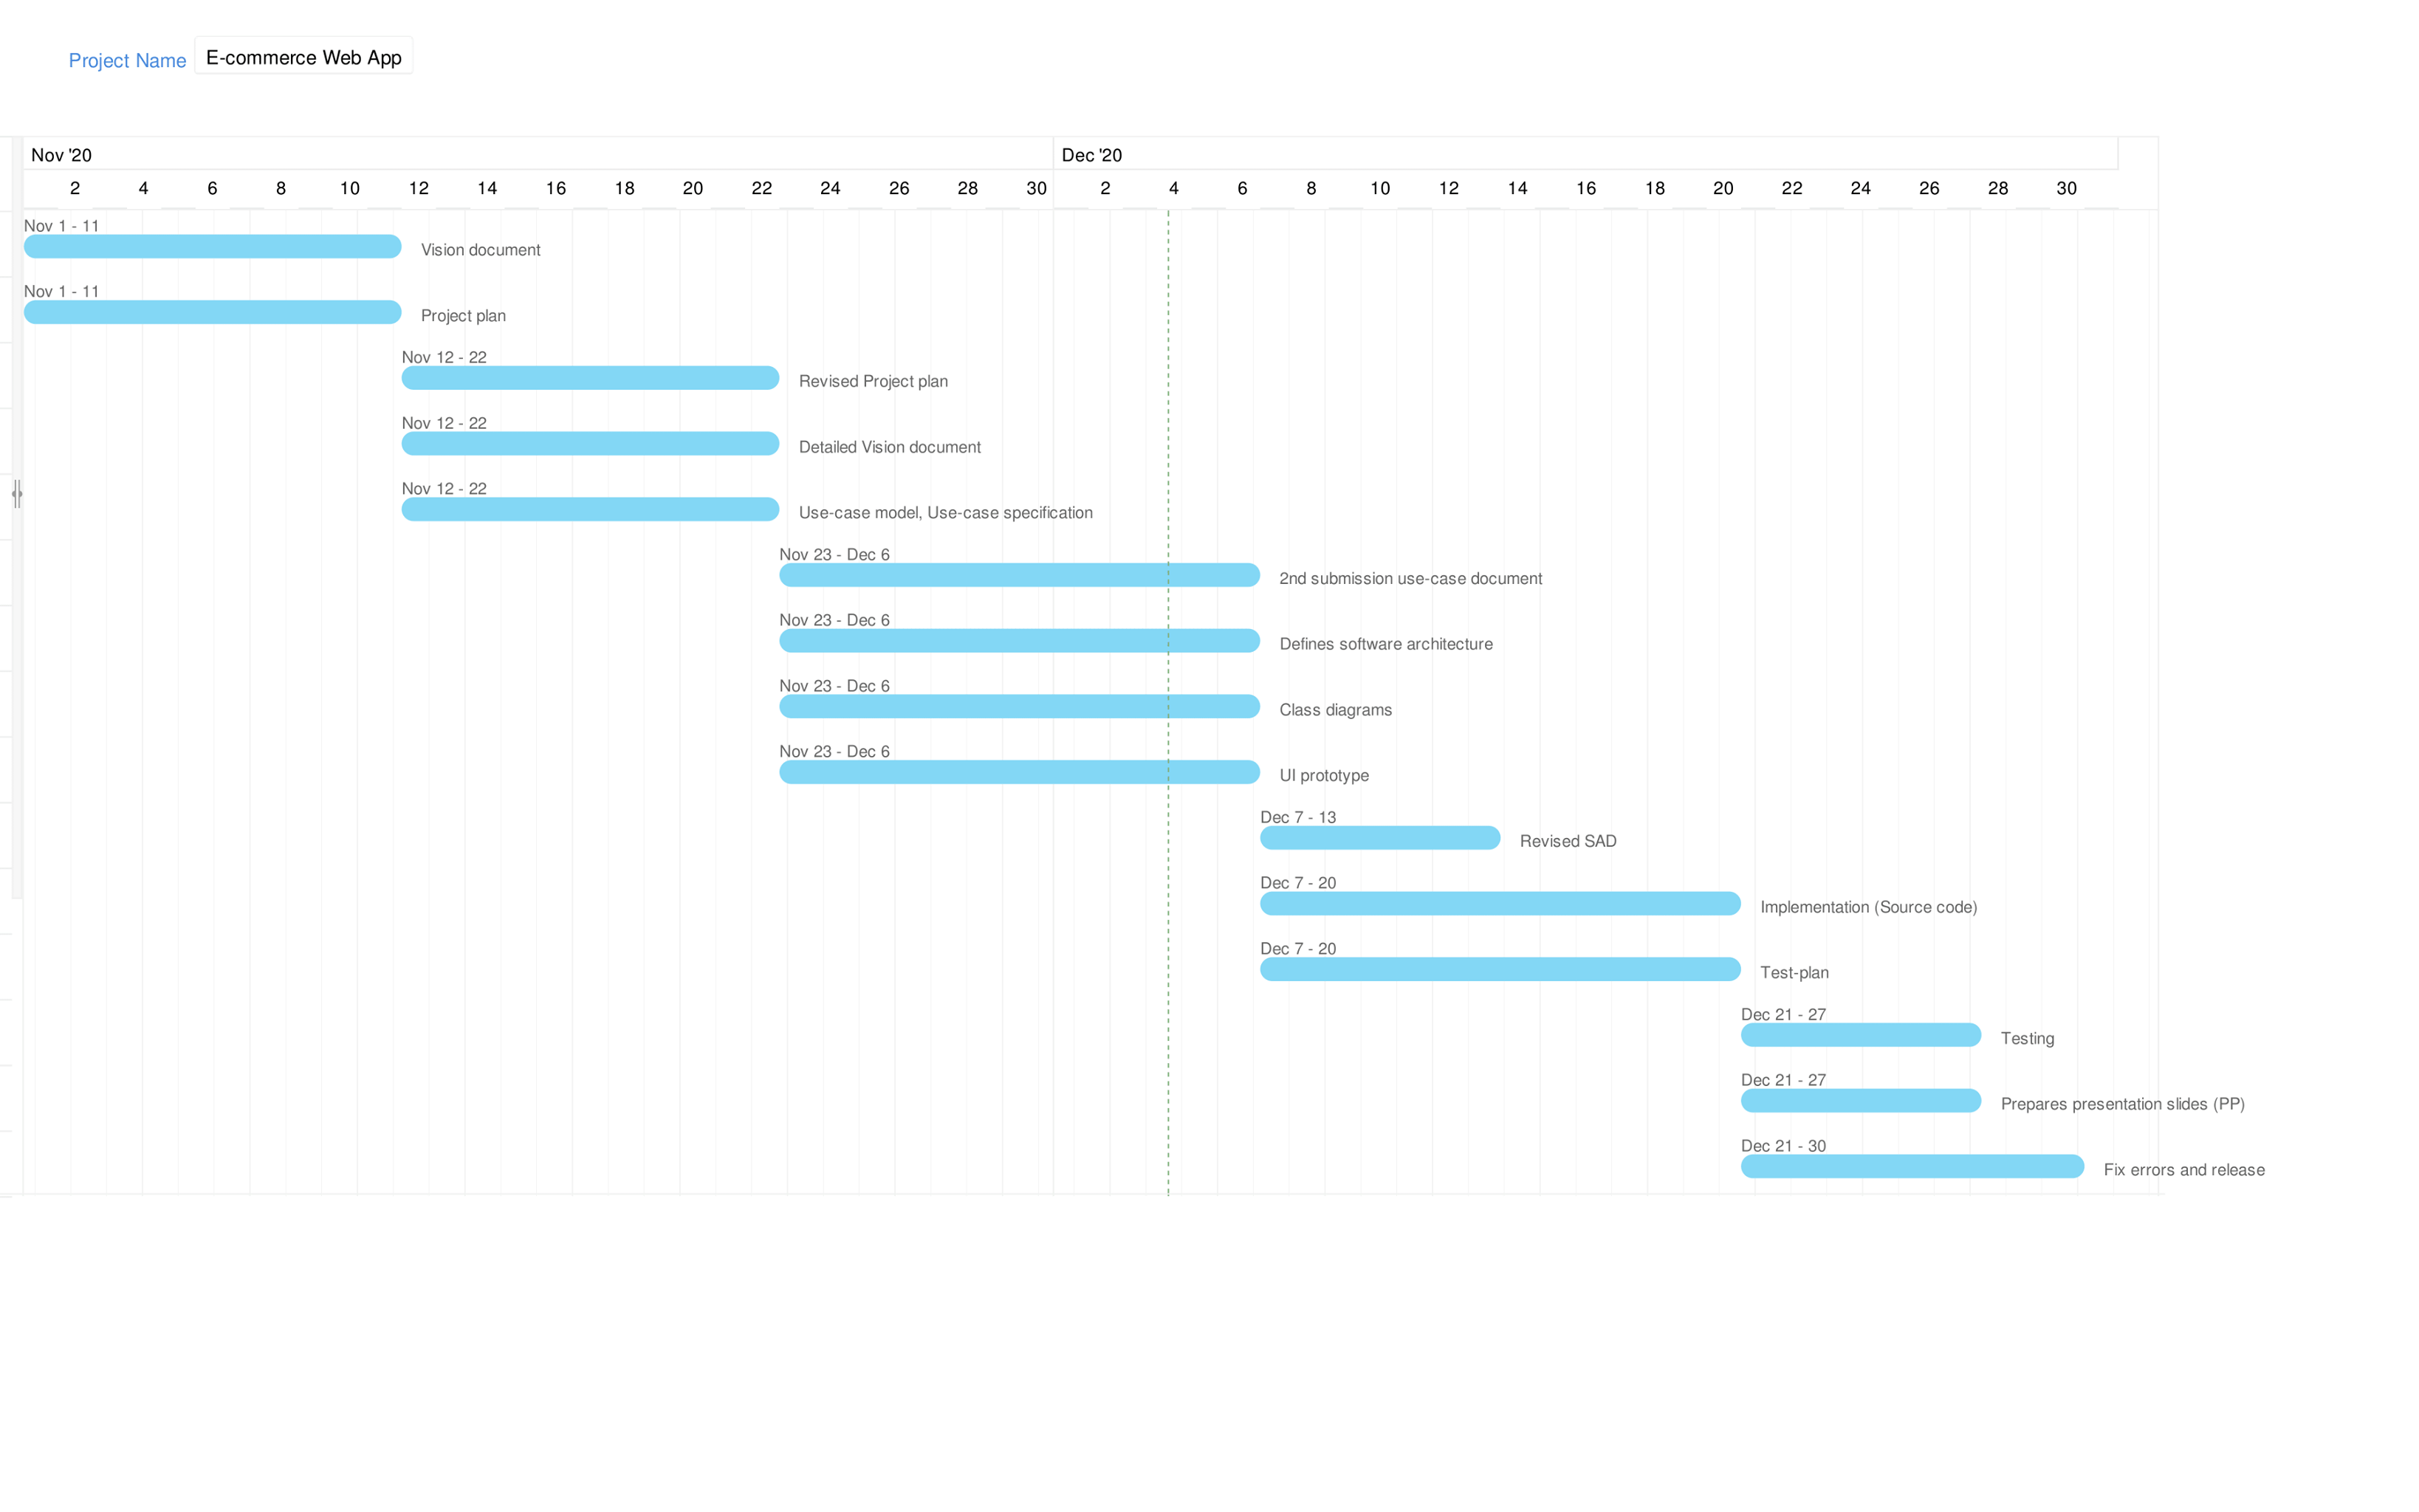 Project Name E-commerce Web App
Nov '20 Dec '20
2 4 6 8 10 12 14 16 18 20 22 24 26 28 30 2 4 6 8 10 12 14 16 18 20 22 24 26 28 30
Nov 1 - 11
Vision document
Nov 1 - 11
Project plan
Nov 12 - 22
Revised Project plan
Nov 12 - 22
Detailed Vision document
Nov 12 - 22
Use-case model, Use-case specification
Nov 23 - Dec 6
2nd submission use-case document
Nov 23 - Dec 6
Defines software architecture
Nov 23 - Dec 6
Class diagrams
Nov 23 - Dec 6
UI prototype
Dec 7 - 13
Revised SAD
Dec 7 - 20
Implementation (Source code)
Dec 7 - 20
Test-plan
Dec 21 - 27
Testing
Dec 21 - 27
Prepares presentation slides (PP)
Dec 21 - 30
Fix errors and release